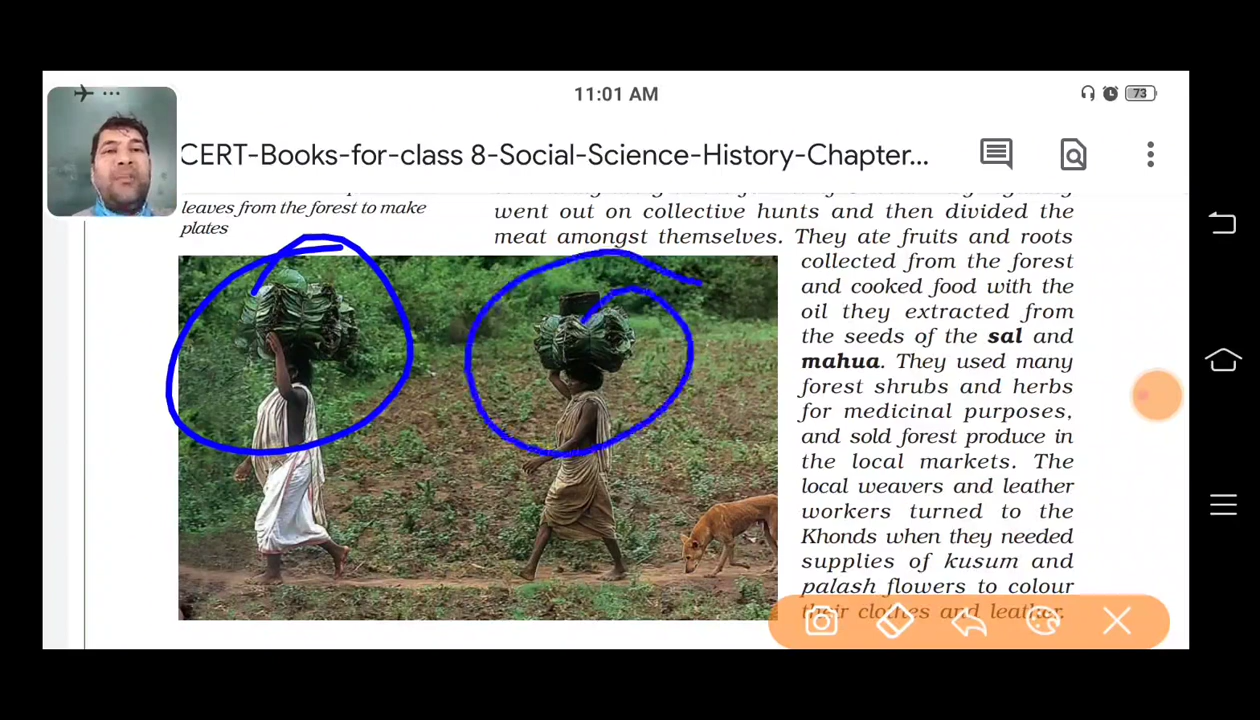 11:01 AM
73
CERT-Books-for-class 8-Social-Science-History-Chapter...
leaves from the forest to make
plates
went out on collective hunts and then divided the
meat amongst themselves. They ate fruits and roots
collected from the forest
and cooked food with the
oil they extracted from
the seeds of the sal and
mahua. They used many
forest shrubs and herbs
for medicinal purposes,
and sold forest produce in
the local markets. The
local weavers and leather
workers turned to the
Khonds when they needed
supplies of kusum and
palash flowers to colour
their clothes and leather.